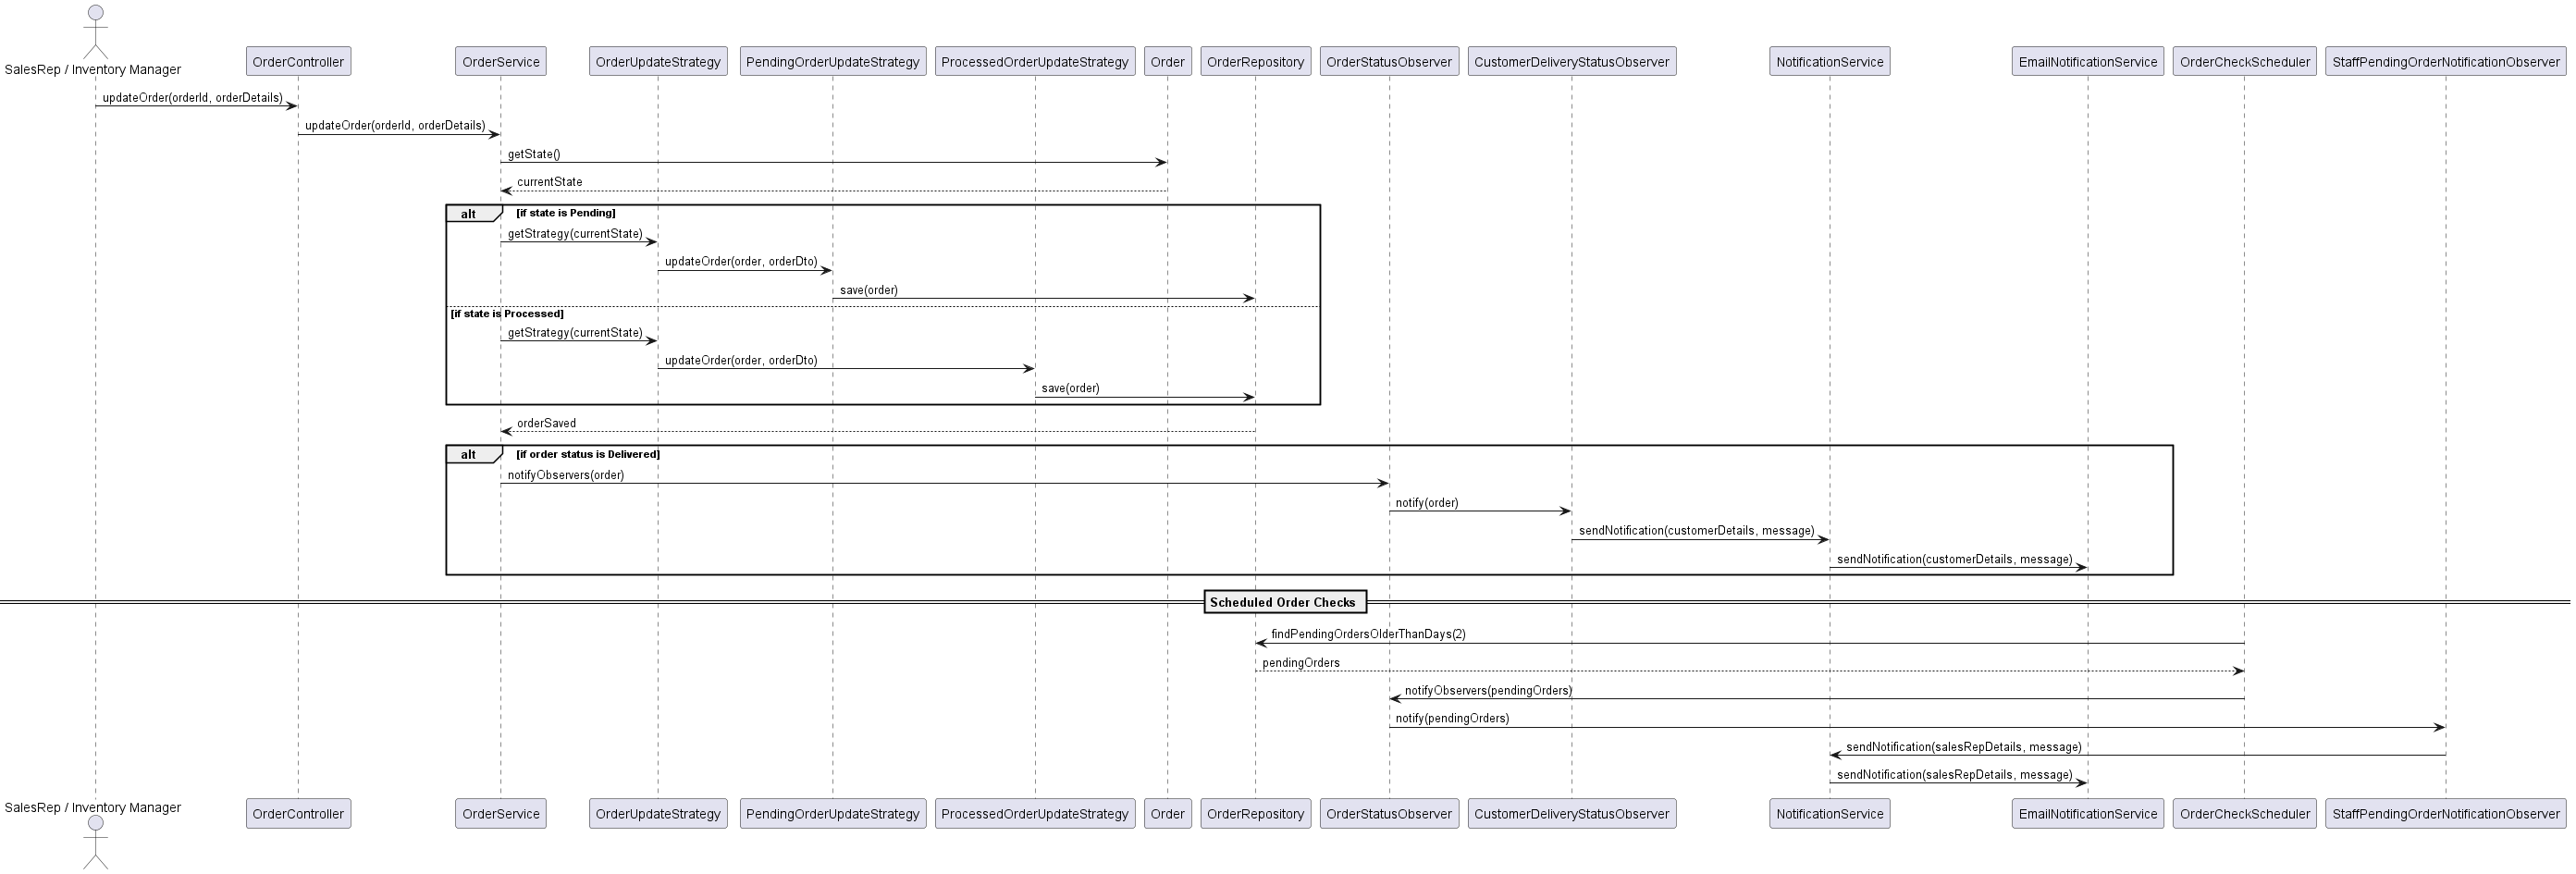 SalesRep / Inventory Manager
OrderController
OrderService
OrderUpdateStrategy
PendingOrderUpdateStrategy
ProcessedOrderUpdateStrategy
Order
OrderRepository
OrderStatusObserver
CustomerDeliveryStatusObserver
NotificationService
EmailNotificationService
OrderCheckScheduler
StaffPendingOrderNotificationObserver
updateOrder(orderId, orderDetails)
updateOrder(orderId, orderDetails)
getState()
currentState
alt
[if state is Pending]
getStrategy(currentState)
updateOrder(order, orderDto)
save(order)
[if state is Processed]
getStrategy(currentState)
updateOrder(order, orderDto)
save(order)
orderSaved
alt
[if order status is Delivered]
notifyObservers(order)
notify(order)
sendNotification(customerDetails, message)
sendNotification(customerDetails, message)
Scheduled Order Checks
findPendingOrdersOlderThanDays(2)
pendingOrders
notifyObservers(pendingOrders)
notify(pendingOrders)
sendNotification(salesRepDetails, message)
sendNotification(salesRepDetails, message)
SalesRep / Inventory Manager
OrderController
OrderService
OrderUpdateStrategy
PendingOrderUpdateStrategy
ProcessedOrderUpdateStrategy
Order
OrderRepository
OrderStatusObserver
CustomerDeliveryStatusObserver
NotificationService
EmailNotificationService
OrderCheckScheduler
StaffPendingOrderNotificationObserver